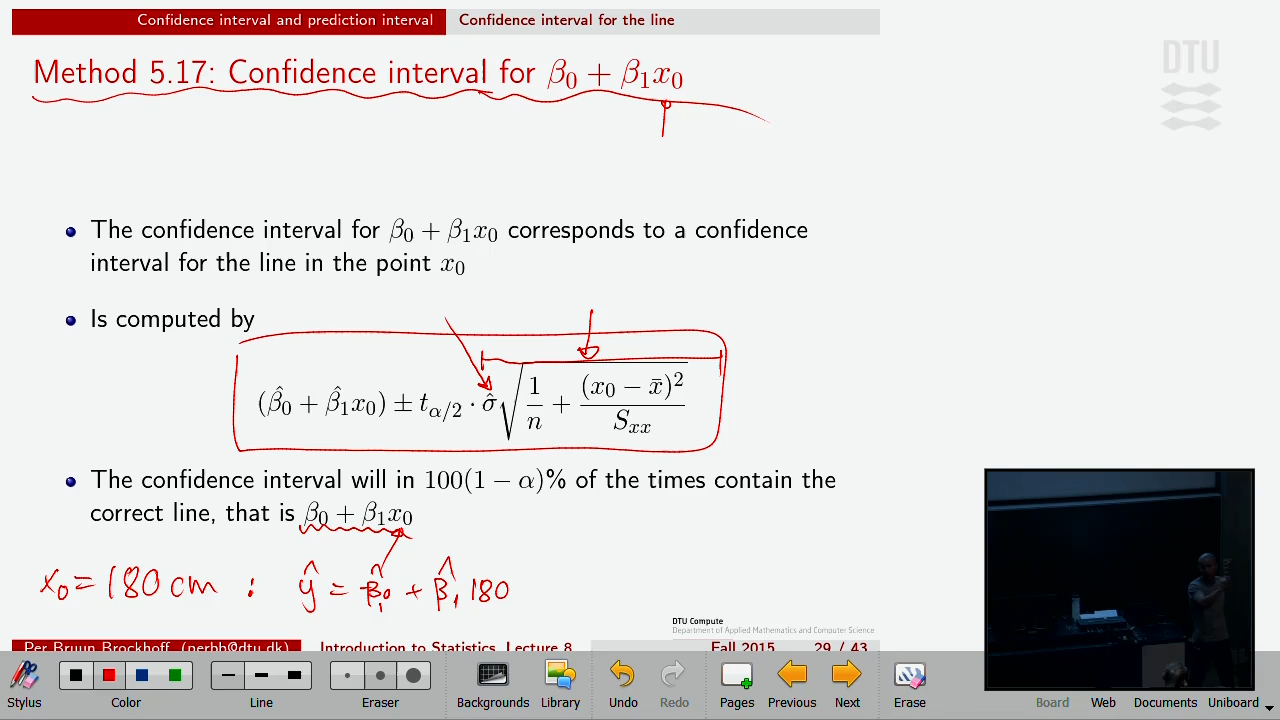 Confidence interval and prediction interval Confidence interval for the line
DTU
Method 5.17: Confidence interval for β₀ + β₁x₀
The confidence interval for β₀ + β₁x₀ corresponds to a confidence
interval for the line in the point x₀
Is computed by
(β̂₀ + β̂₁x₀) ± t_{α/2} · σ̂√(1/n + (x₀ − x̄)²/Sₓₓ)
The confidence interval will in 100(1 − α)% of the times contain the
correct line, that is β₀ + β₁x₀
x₀ = 180 cm : ŷ = β̂₀ + β̂₁ 180
DTU Compute
Department of Applied Mathematics and Computer Science
Per Bruun Brockhoff (perbb@dtu.dk) Introduction to Statistics, Lecture 8 Fall 2015 29 / 43
Stylus Color Line Eraser Backgrounds Library Undo Redo Pages Previous Next Erase Board Web Documents Uniboard